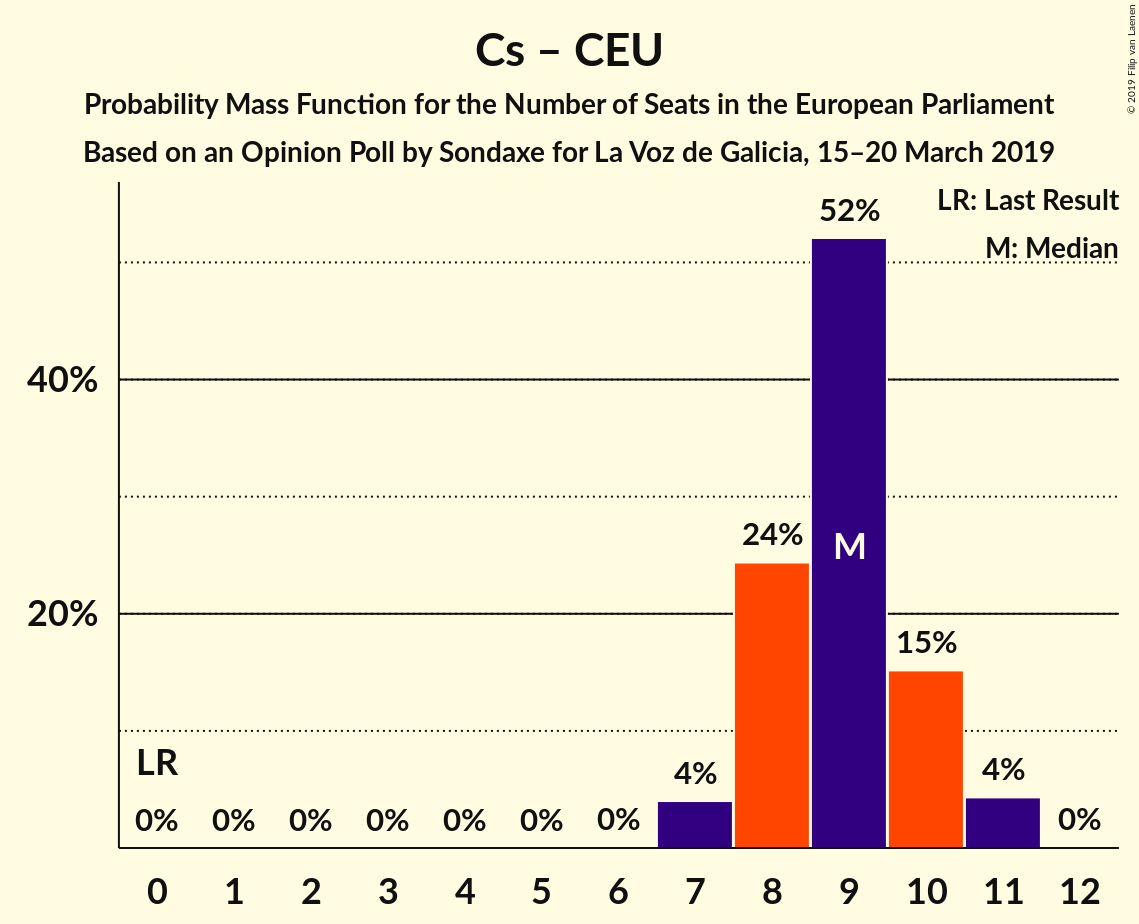 Cs – CEU
Probability Mass Function for the Number of Seats in the European Parliament
Based on an Opinion Poll by Sondaxe for La Voz de Galicia, 15–20 March 2019
© 2019 Filip van Laenen
LR: Last Result
M: Median
52%
40%
24%
M
20%
15%
LR
4%
4%
0% 0% 0% 0% 0% 0% 0% 0%
0 1 2 3 4 5 6 7 8 9 10 11 12